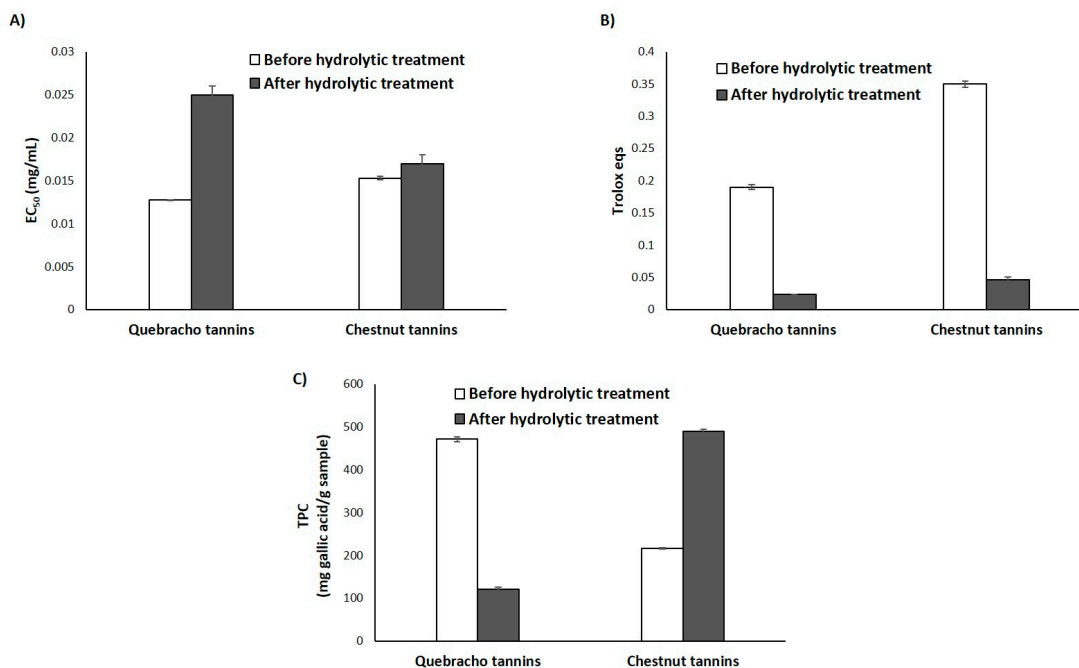 A)
0.03
0.025
0.02
0.015
0.01
0.005
0
EC₅₀ (mg/mL)
Before hydrolytic treatment
After hydrolytic treatment
Quebracho tannins
Chestnut tannins
B)
0.4
0.35
0.3
0.25
0.2
0.15
0.1
0.05
0
Trolox eqs
Before hydrolytic treatment
After hydrolytic treatment
Quebracho tannins
Chestnut tannins
C)
600
500
400
300
200
100
0
TPC
(mg gallic acid/g sample)
Before hydrolytic treatment
After hydrolytic treatment
Quebracho tannins
Chestnut tannins